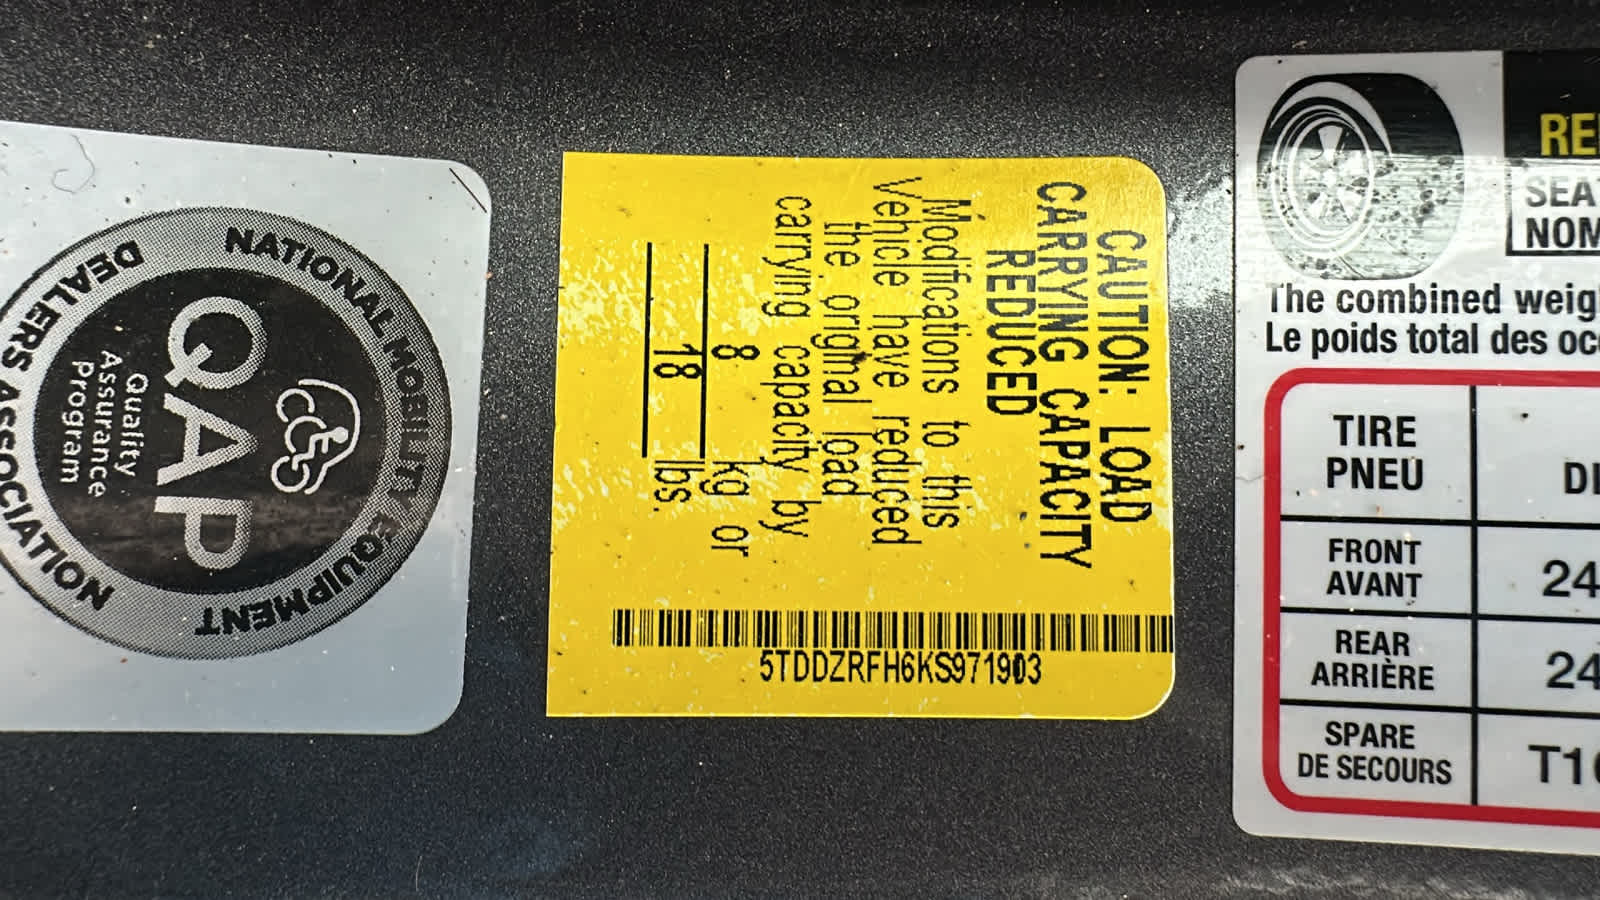 NATIONAL MOBILITY EQUIPMENT
DEALERS ASSOCIATION
QAP
Quality
Assurance
Program
CAUTION: LOAD
CARRYING CAPACITY
REDUCED
Modifications to this
Vehicle have reduced
the original load
carrying capacity by
8 kg or
18 lbs.
5TDDZRFH6KS971903
The combined
Le poids total des
TIRE
PNEU
FRONT
AVANT
REAR
ARRIÈRE
SPARE
DE SECOURS